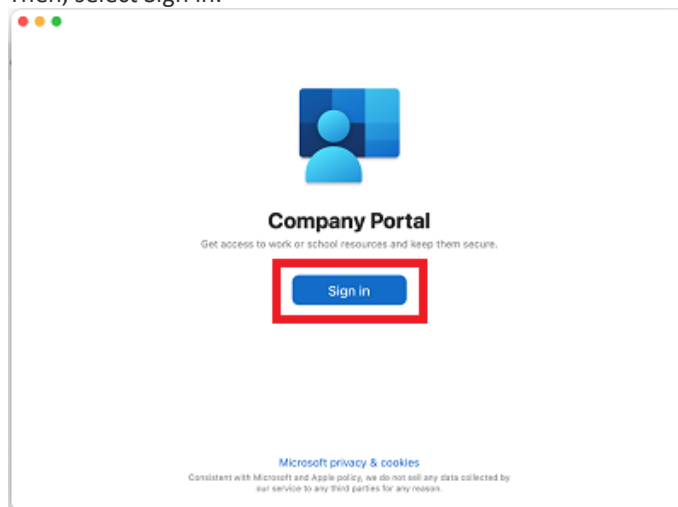 Then, select Sign in.
Company Portal
Get access to work or school resources and keep them secure.
Sign in
Microsoft privacy & cookies
Consistent with Microsoft and Apple policy, we do not sell any data collected by
our service to any third parties for any reason.